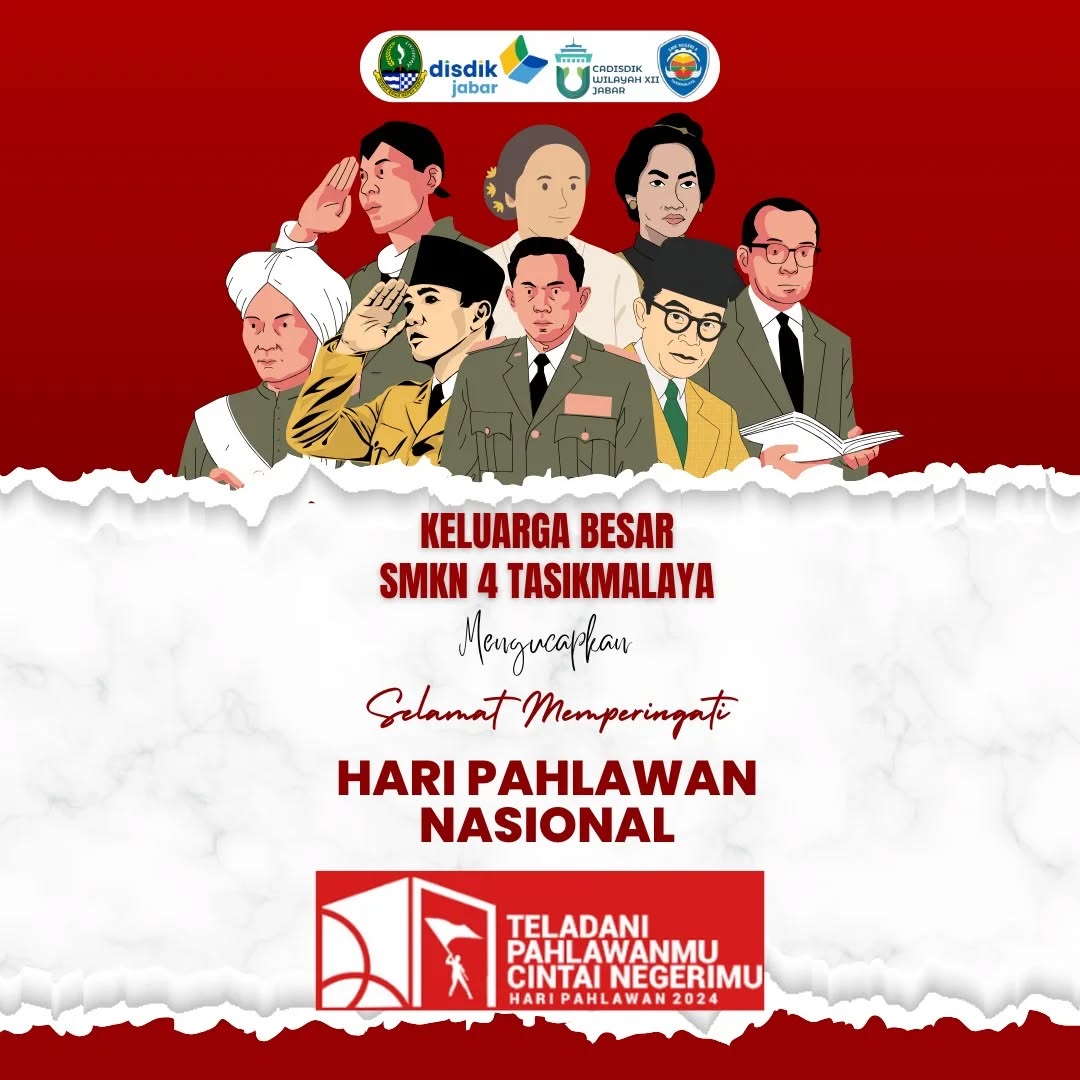 disdik
jabar
CADISDIK
WILAYAH XII
JABAR
KELUARGA BESAR
SMKN 4 TASIKMALAYA
Mengucapkan
Selamat Memperingati
HARI PAHLAWAN
NASIONAL
TELADANI
PAHLAWANMU
CINTAI NEGERIMU
HARI PAHLAWAN 2024